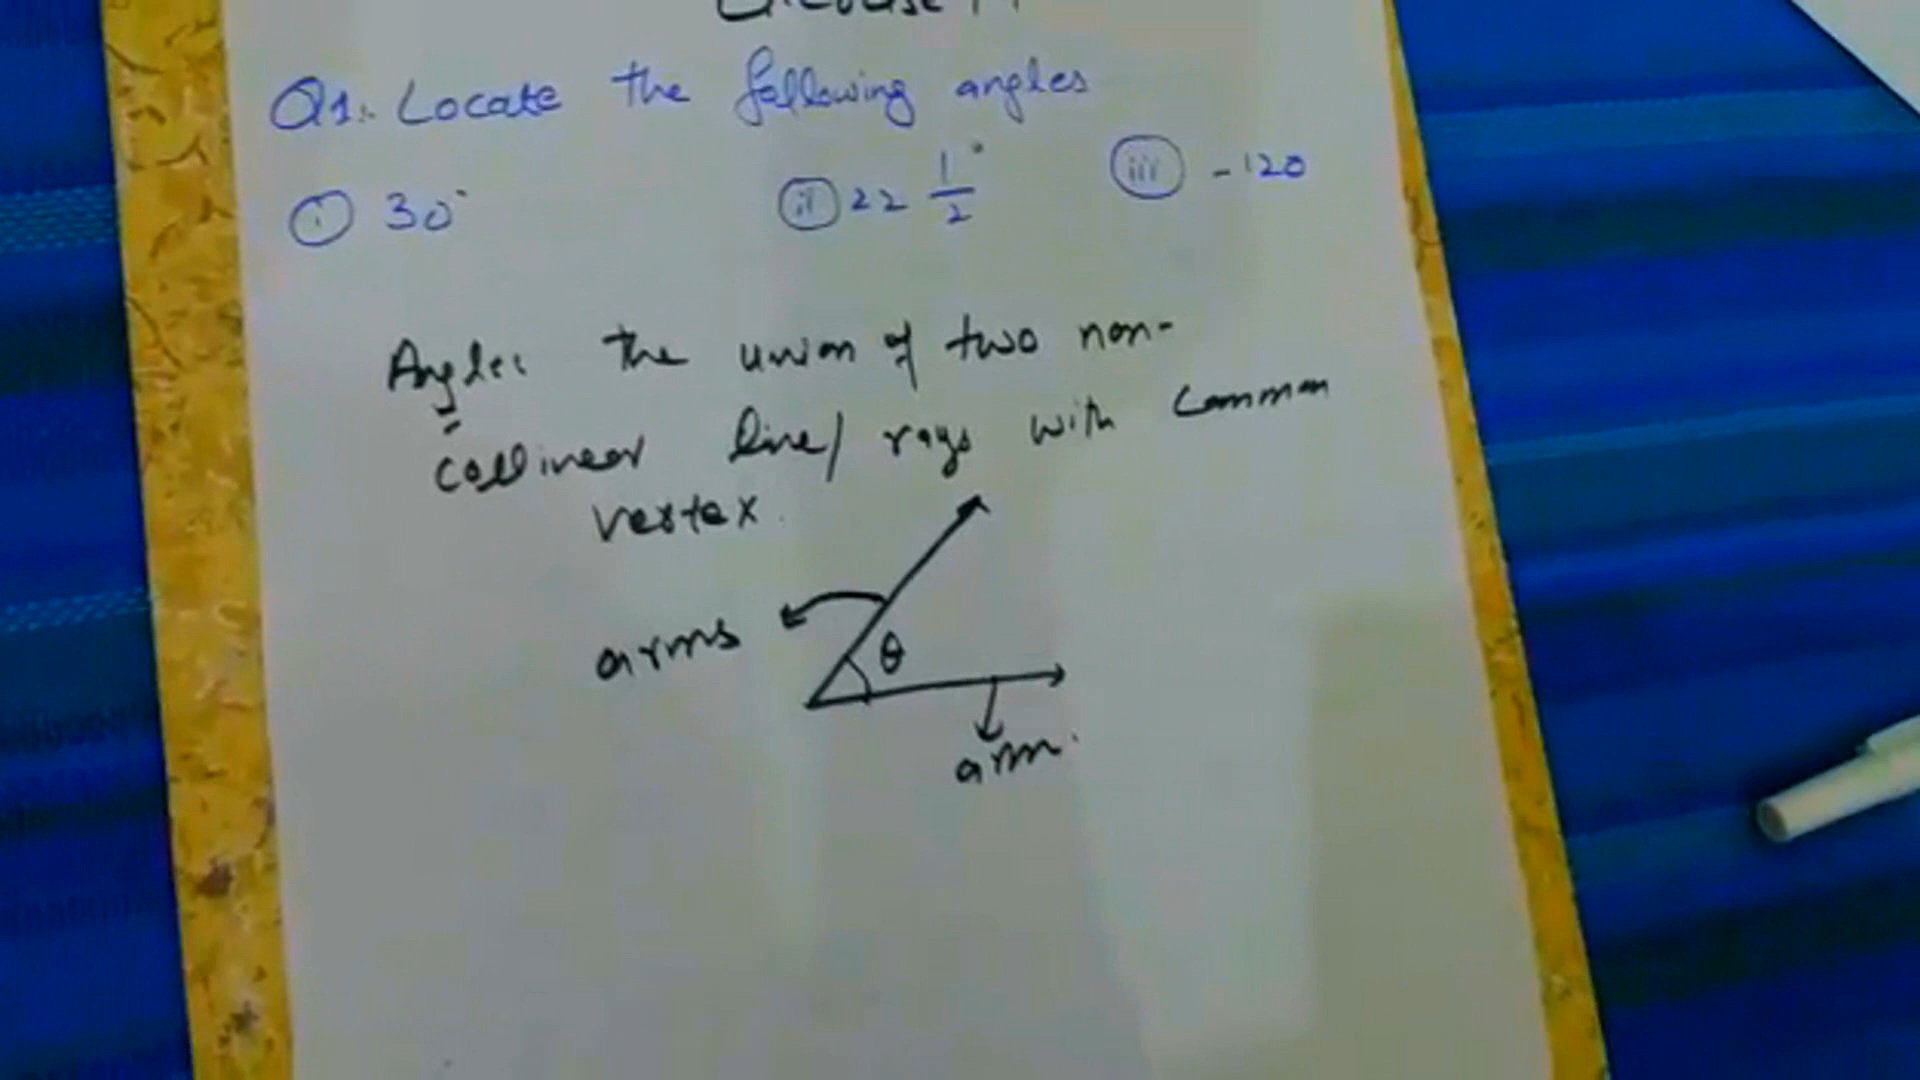 Q1:. Locate the following angles
(i) 30° (ii) 22 1/2° (iii) -120
Angle: the union of two non-
collinear line/ rays with common
vertex.
arms θ
arm.